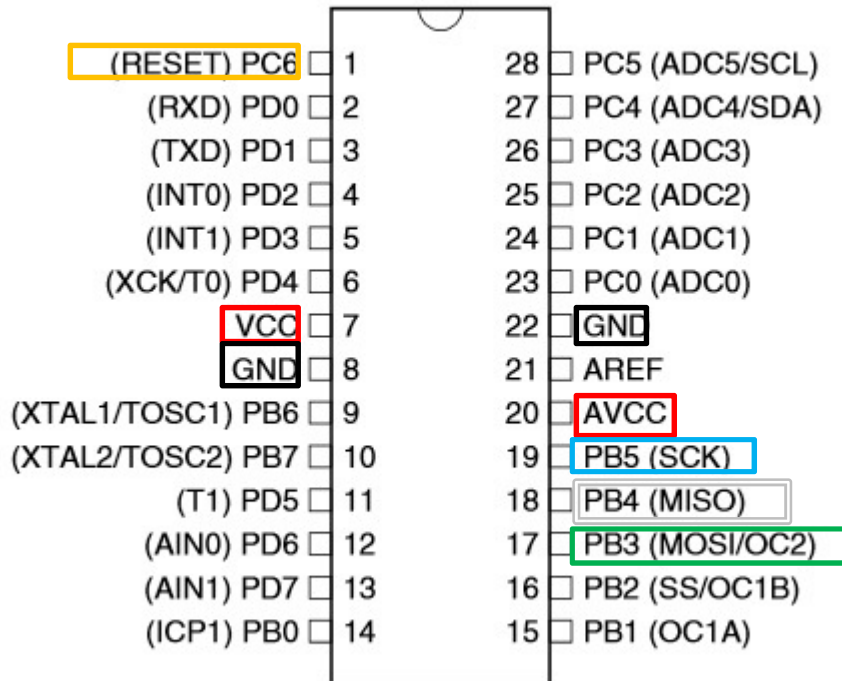 (RESET) PC6 1 28 PC5 (ADC5/SCL)
(RXD) PD0 2 27 PC4 (ADC4/SDA)
(TXD) PD1 3 26 PC3 (ADC3)
(INT0) PD2 4 25 PC2 (ADC2)
(INT1) PD3 5 24 PC1 (ADC1)
(XCK/T0) PD4 6 23 PC0 (ADC0)
VCC 7 22 GND
GND 8 21 AREF
(XTAL1/TOSC1) PB6 9 20 AVCC
(XTAL2/TOSC2) PB7 10 19 PB5 (SCK)
(T1) PD5 11 18 PB4 (MISO)
(AIN0) PD6 12 17 PB3 (MOSI/OC2)
(AIN1) PD7 13 16 PB2 (SS/OC1B)
(ICP1) PB0 14 15 PB1 (OC1A)